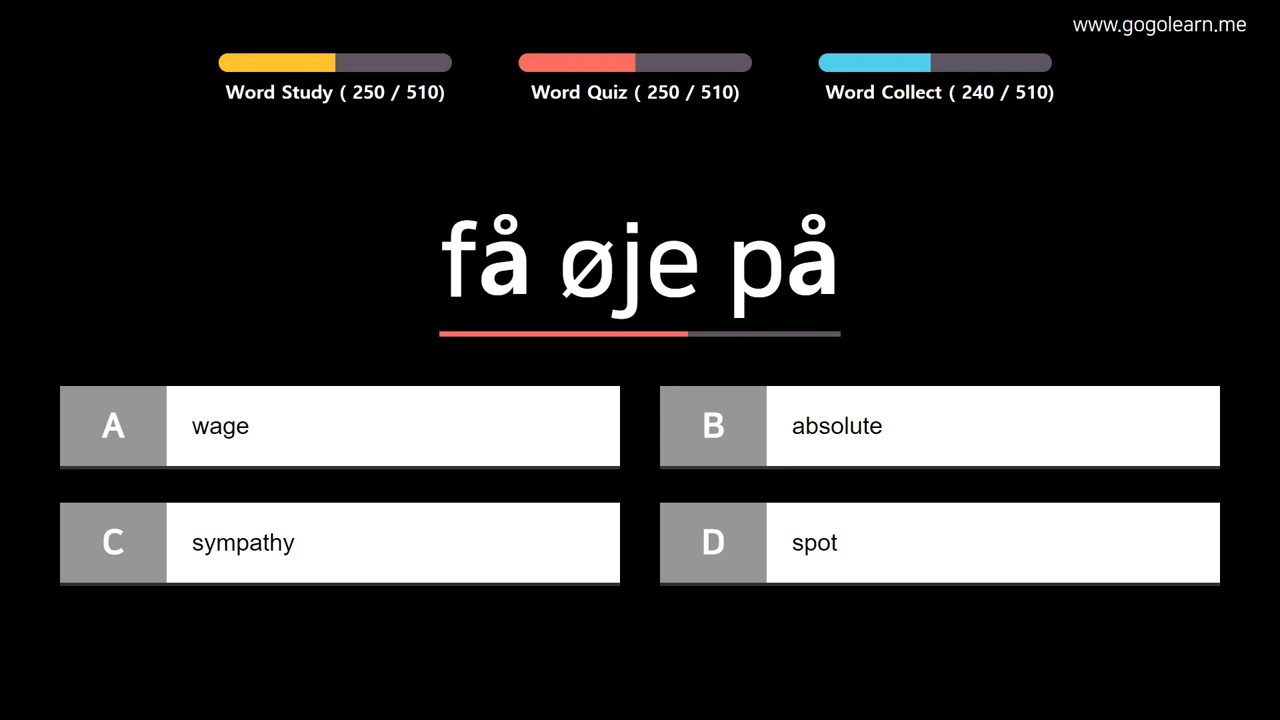 www.gogolearn.me
Word Study ( 250 / 510)
Word Quiz ( 250 / 510)
Word Collect ( 240 / 510)
få øje på
A wage
B absolute
C sympathy
D spot